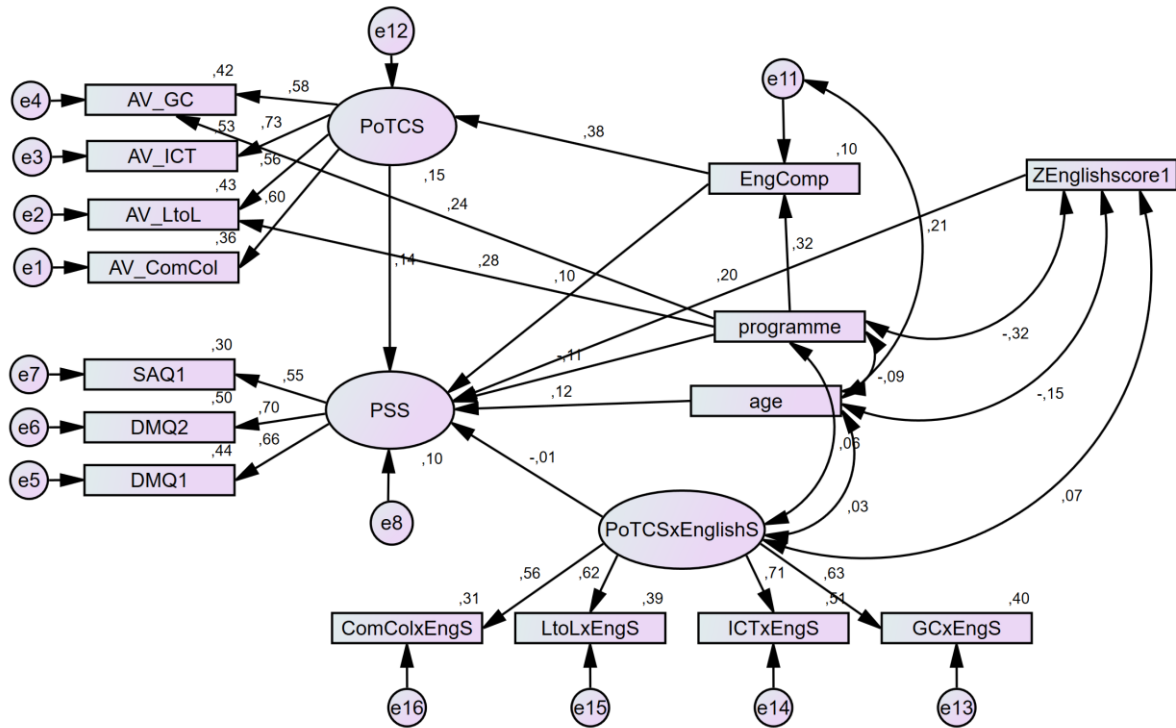 e12
,42
e4
AV_GC
,58
e11
,53
,73
PoTCS
,38
e3
AV_ICT
,56
,10
,43
,15
EngComp
ZEnglishscore1
e2
AV_LtoL
,60
,24
,36
,21
e1
AV_ComCol
,14
,28
,10
,20
,32
programme
-,32
,30
-,11
e7
SAQ1
,55
-,09
,50
,12
-,15
e6
DMQ2
,70
PSS
age
,44
,66
,10
,06
e5
DMQ1
-,01
,03
,07
e8
PoTCSxEnglishS
,56
,62
,71
,63
,31
,39
,51
,40
ComColxEngS
LtoLxEngS
ICTxEngS
GCxEngS
e16
e15
e14
e13